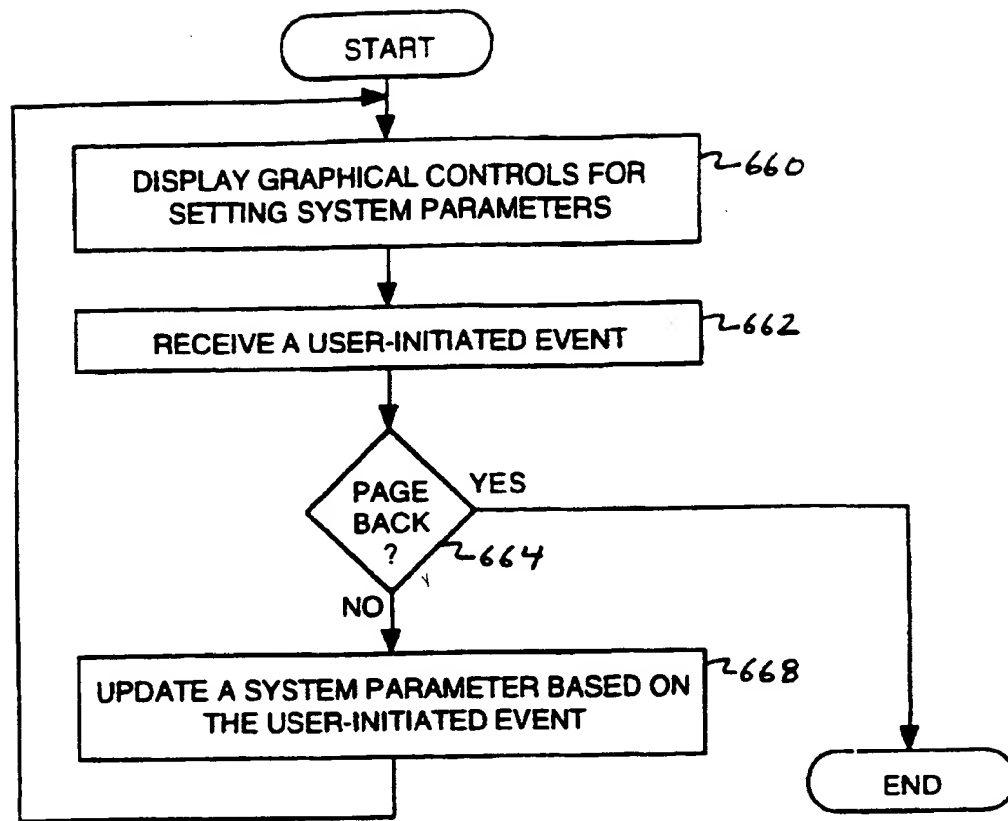 START
DISPLAY GRAPHICAL CONTROLS FOR
SETTING SYSTEM PARAMETERS
660
RECEIVE A USER-INITIATED EVENT
662
PAGE
BACK
?
YES
664
NO
UPDATE A SYSTEM PARAMETER BASED ON
THE USER-INITIATED EVENT
668
END